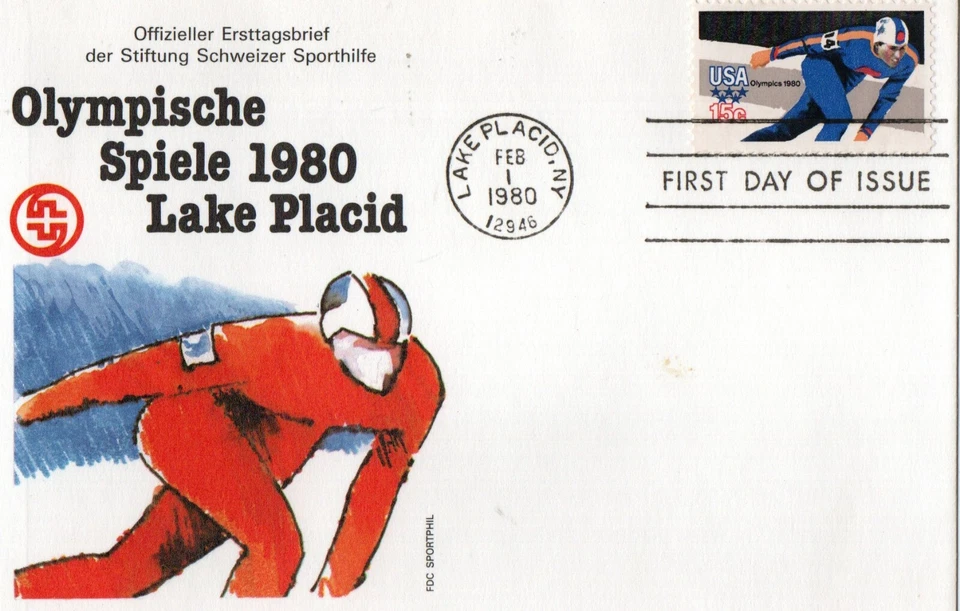 Offizieller Ersttagsbrief
der Stiftung Schweizer Sporthilfe
Olympische
Spiele 1980
Lake Placid
LAKE PLACID, NY
FEB
1
1980
12946
14
USA
Olympics 1980
15c
FIRST DAY OF ISSUE
FDC SPORTPHIL